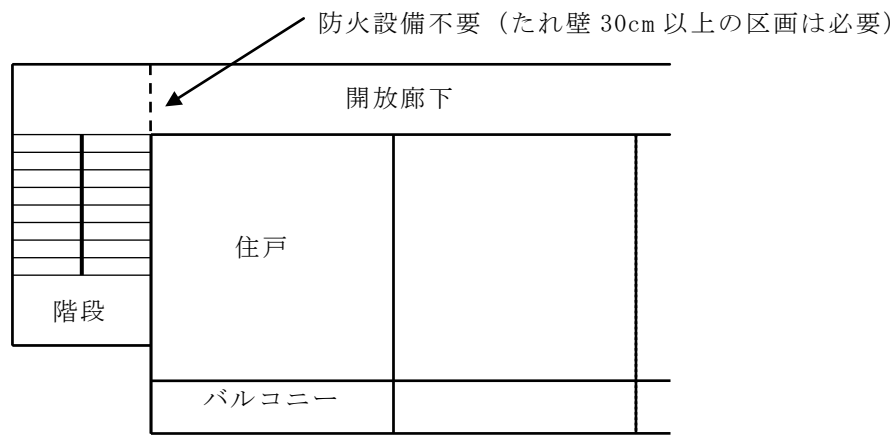 防火設備不要（たれ壁 30cm 以上の区画は必要）
開放廊下
住戸
階段
バルコニー